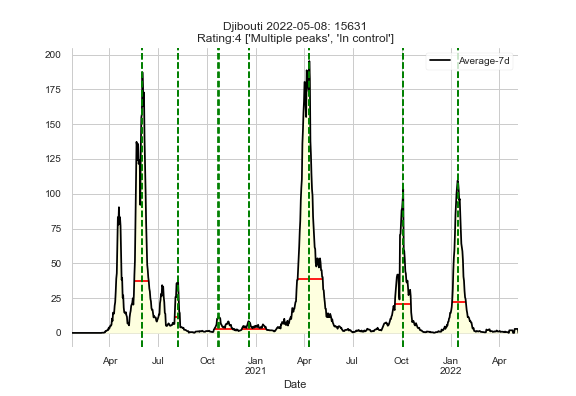 Djibouti 2022-05-08: 15631
Rating:4 ['Multiple peaks', 'In control']
Average-7d
200
175
150
125
100
75
50
25
0
Apr Jul Oct Jan Apr Jul Oct Jan Apr
2021 2022
Date